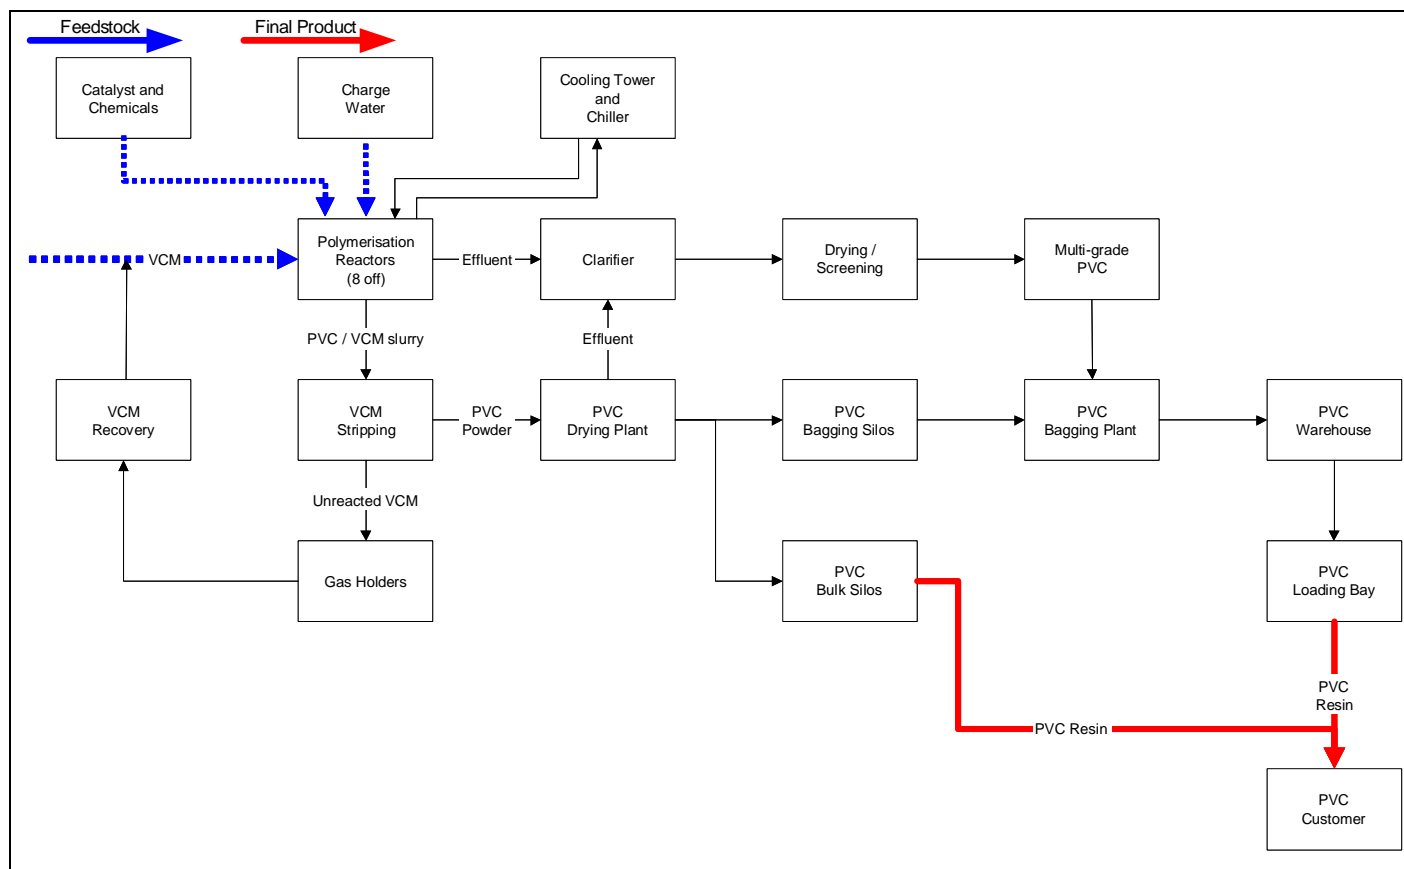 Feedstock
Final Product
Catalyst and
Chemicals
Charge
Water
Cooling Tower
and
Chiller
VCM
Polymerisation
Reactors
(8 off)
Effluent
Clarifier
Drying /
Screening
Multi-grade
PVC
PVC / VCM slurry
Effluent
VCM
Recovery
VCM
Stripping
PVC
Powder
PVC
Drying Plant
PVC
Bagging Silos
PVC
Bagging Plant
PVC
Warehouse
Unreacted VCM
Gas Holders
PVC
Bulk Silos
PVC
Loading Bay
PVC
Resin
PVC Resin
PVC
Customer